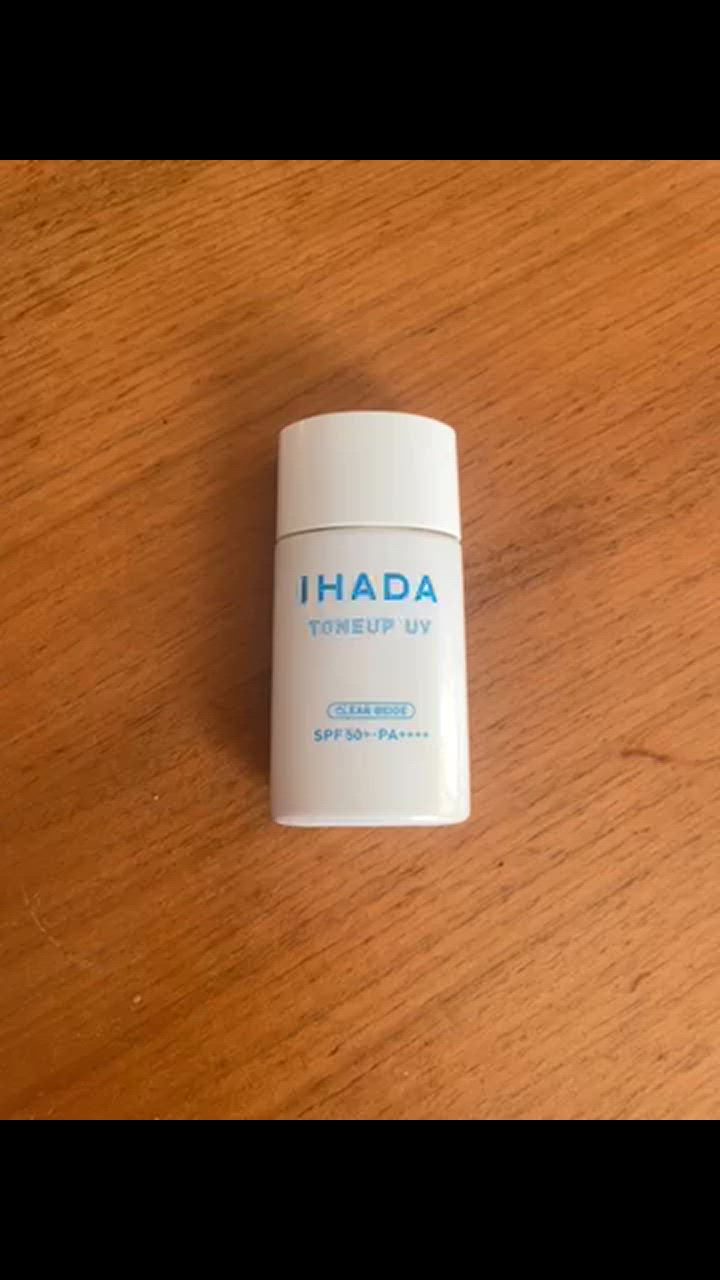 IHADA
TONEUP UV
CLEAR BEIGE
SPF50+・PA++++